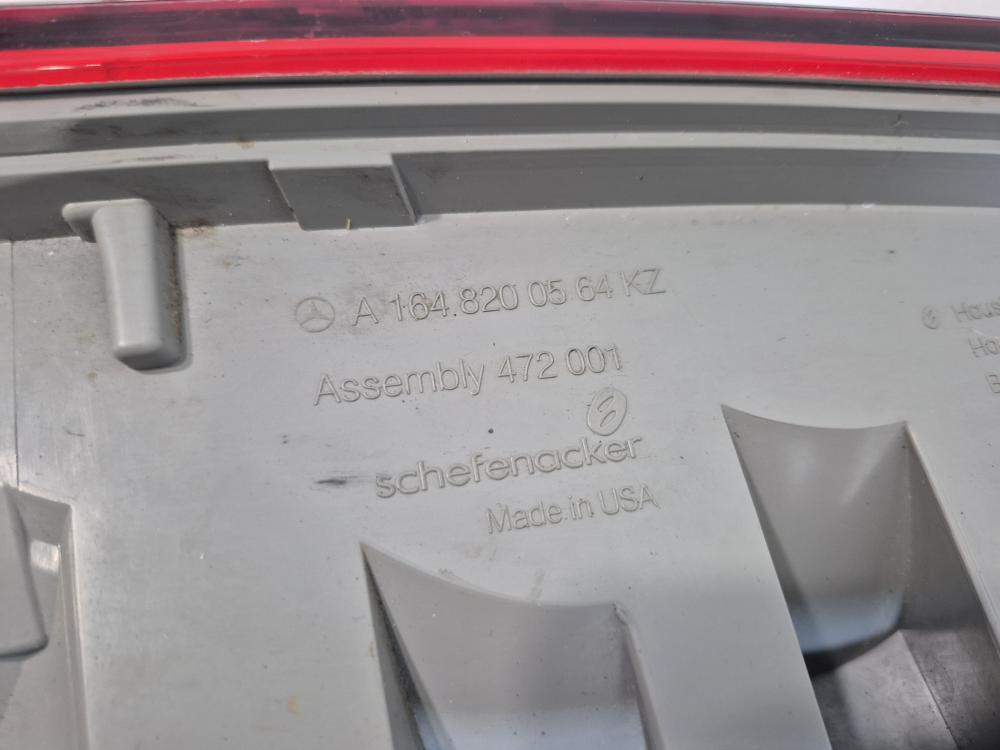 A 164.820 05 64 KZ
Assembly 472 001
schefenacker
Made in USA